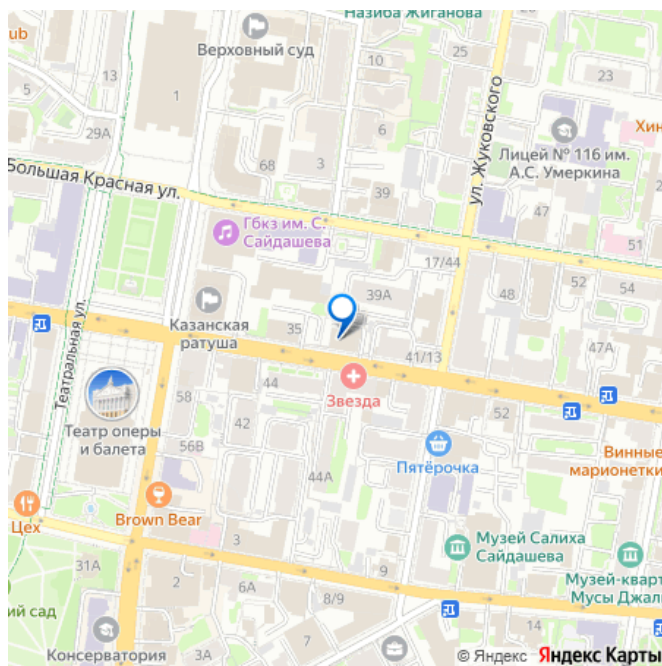 Назиба Жиганова
ub
Верховный суд
13
10
25
23
5
1
6
Хин
29А
68
3
Лицей № 116 им.
А.С. Умеркина
Большая Красная ул.
39
ул. Жуковского
47
Гбкз им. С.
Сайдашева
51
17/44
39А
52
54
48
Театральная ул.
Казанская
ратуша
35
41/13
47А
Звезда
44
58
52
Театр оперы
и балета
42
56В
Пятёрочка
Винные
марионетки
44А
Цех
Brown Bear
3
Музей Салиха
Сайдашева
31А
2
6А
9
Музей-кварт
Мусы Джали
ий сад
8/9
7
Консерватория
© Яндекс Яндекс Карты